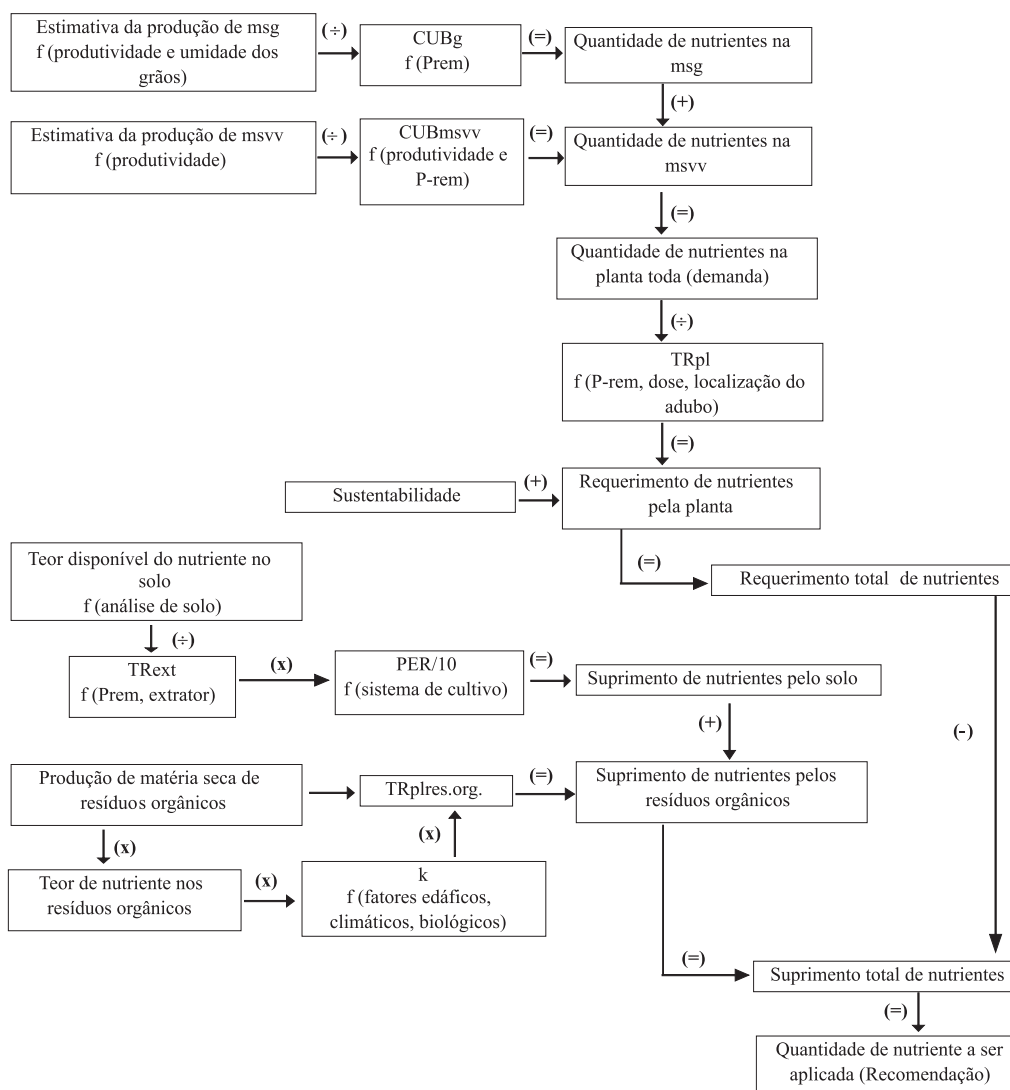 Estimativa da produção de msg
f (produtividade e umidade dos
grãos)
(÷)
CUBg
f (Prem)
(=)
Quantidade de nutrientes na
msg
(+)
Estimativa da produção de msvv
f (produtividade)
(÷)
CUBmsvv
f (produtividade e
P-rem)
(=)
Quantidade de nutrientes na
msvv
(=)
Quantidade de nutrientes na
planta toda (demanda)
(÷)
TRpl
f (P-rem, dose, localização do
adubo)
(=)
Sustentabilidade
(+)
Requerimento de nutrientes
pela planta
(=)
Requerimento total de nutrientes
Teor disponível do nutriente no
solo
f (análise de solo)
(÷)
TRext
f (Prem, extrator)
(x)
PER/10
f (sistema de cultivo)
(=)
Suprimento de nutrientes pelo solo
(+)
(-)
Produção de matéria seca de
resíduos orgânicos
TRplres.org.
(=)
Suprimento de nutrientes pelos
resíduos orgânicos
(x)
(x)
Teor de nutriente nos
resíduos orgânicos
(x)
k
f (fatores edáficos,
climáticos, biológicos)
(=)
Suprimento total de nutrientes
(=)
Quantidade de nutriente a ser
aplicada (Recomendação)